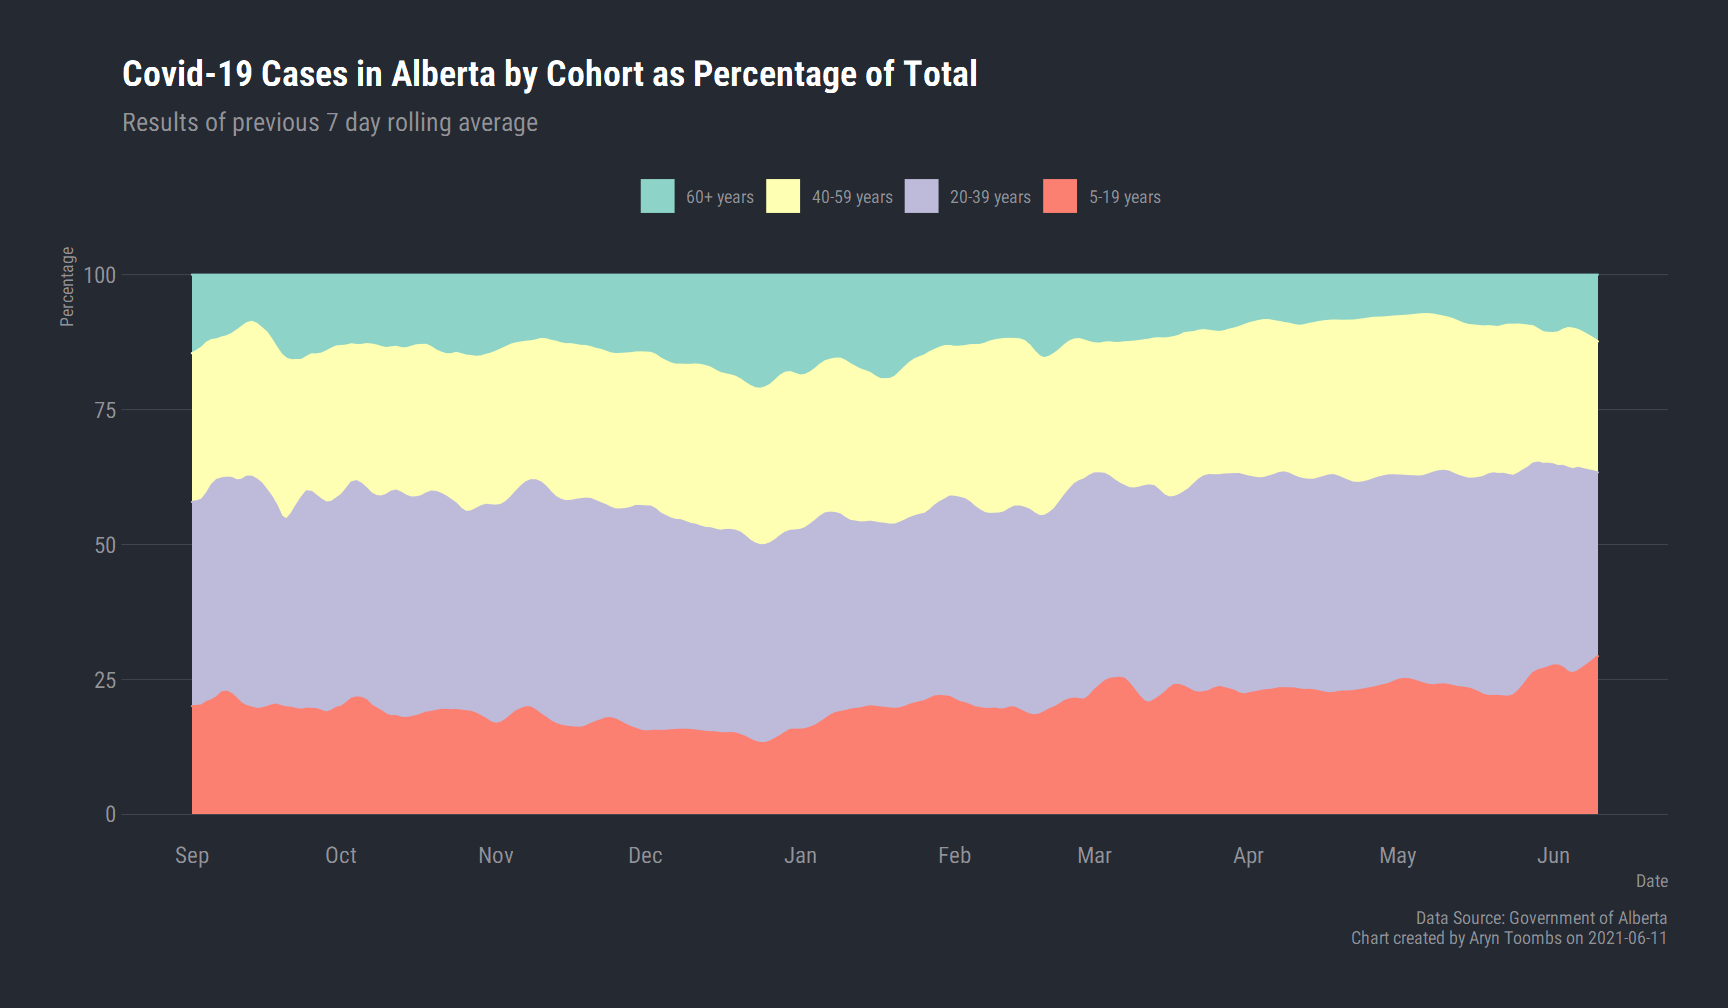 Covid-19 Cases in Alberta by Cohort as Percentage of Total
Results of previous 7 day rolling average
60+ years 40-59 years 20-39 years 5-19 years
Percentage
100
75
50
25
0
Sep Oct Nov Dec Jan Feb Mar Apr May Jun
Date
Data Source: Government of Alberta
Chart created by Aryn Toombs on 2021-06-11